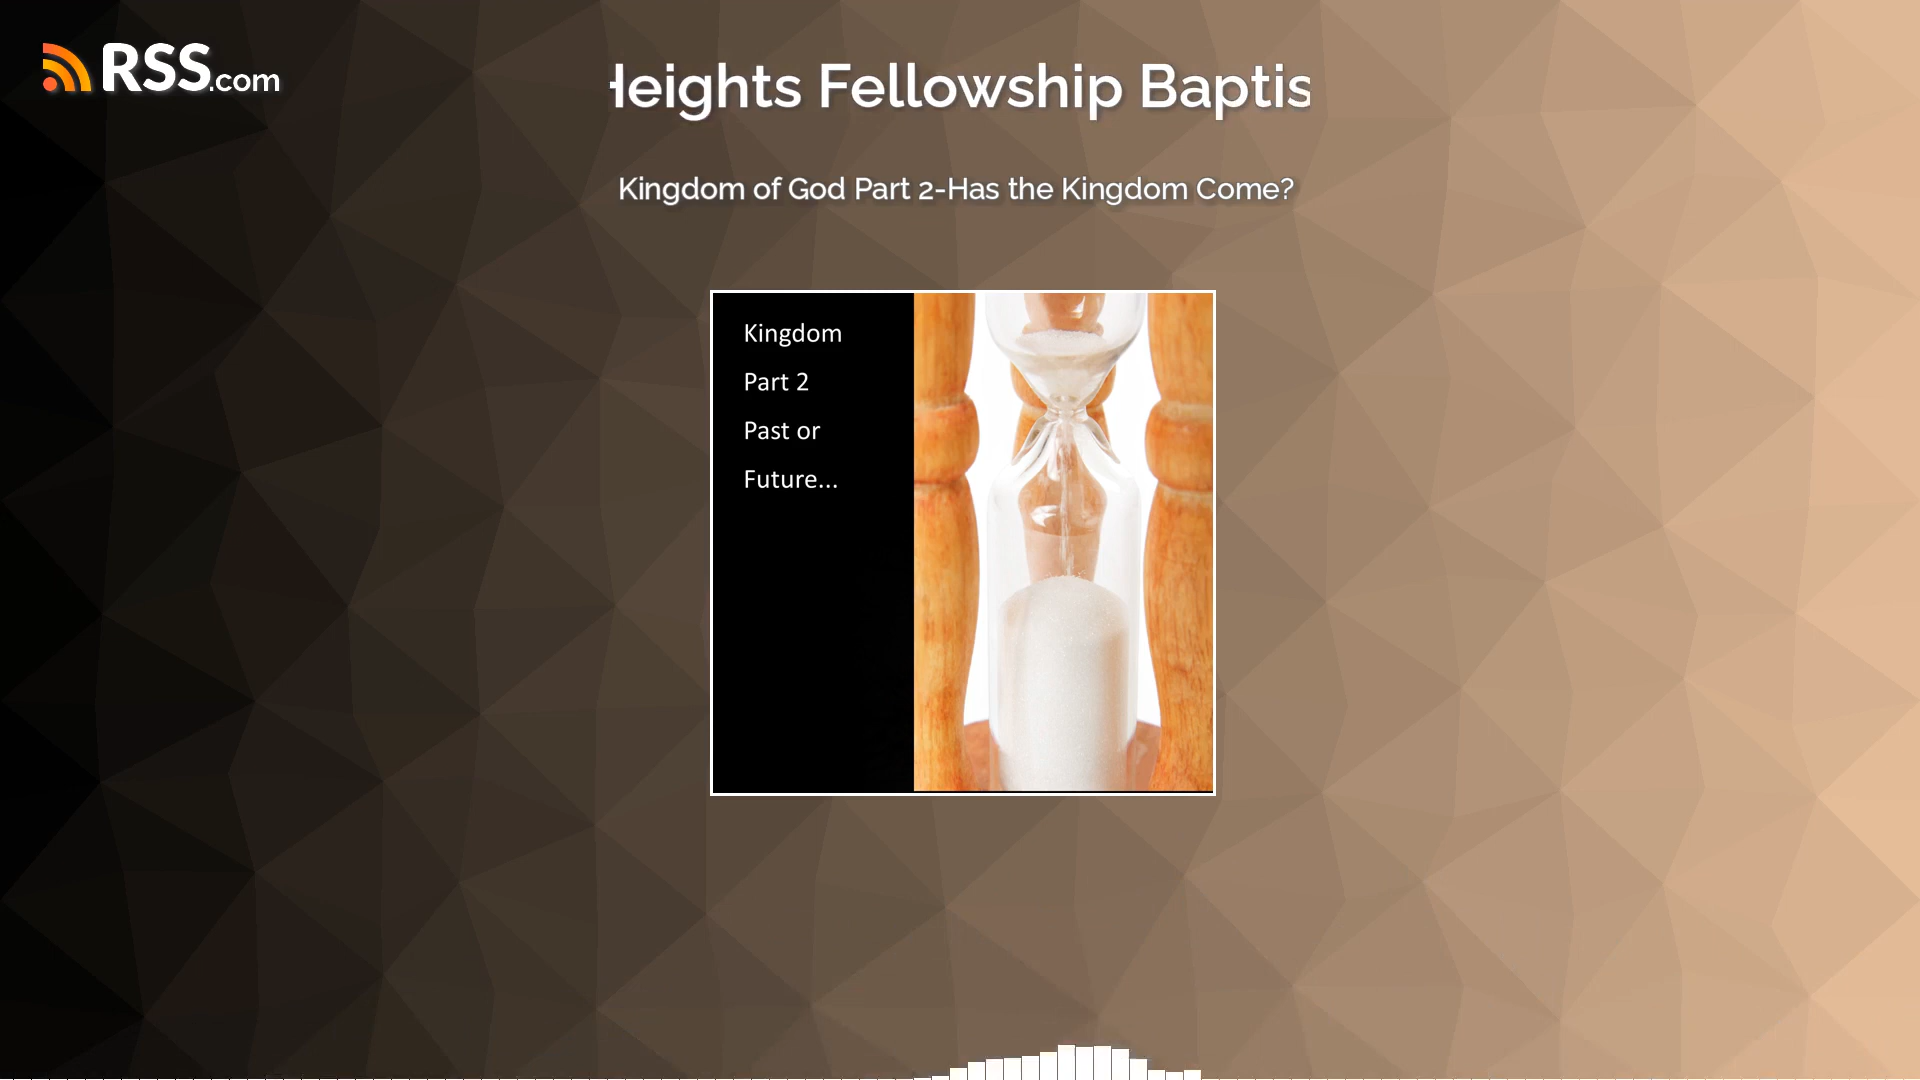 RSS.com
Heights Fellowship Baptis
Kingdom of God Part 2-Has the Kingdom Come?
Kingdom
Part 2
Past or
Future...